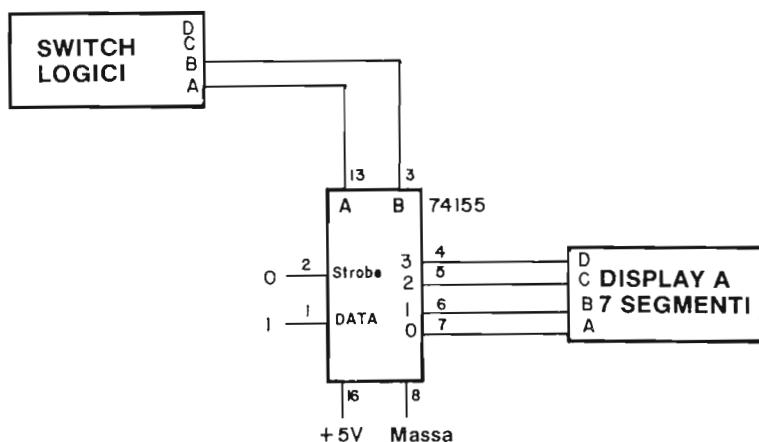 SWITCH
LOGICI
D
C
B
A
13
3
A
B
74155
0
2
Strobe
1
1
DATA
3
4
2
5
1
6
0
7
D
C
B
A
DISPLAY A
7 SEGMENTI
16
8
+5V
Massa